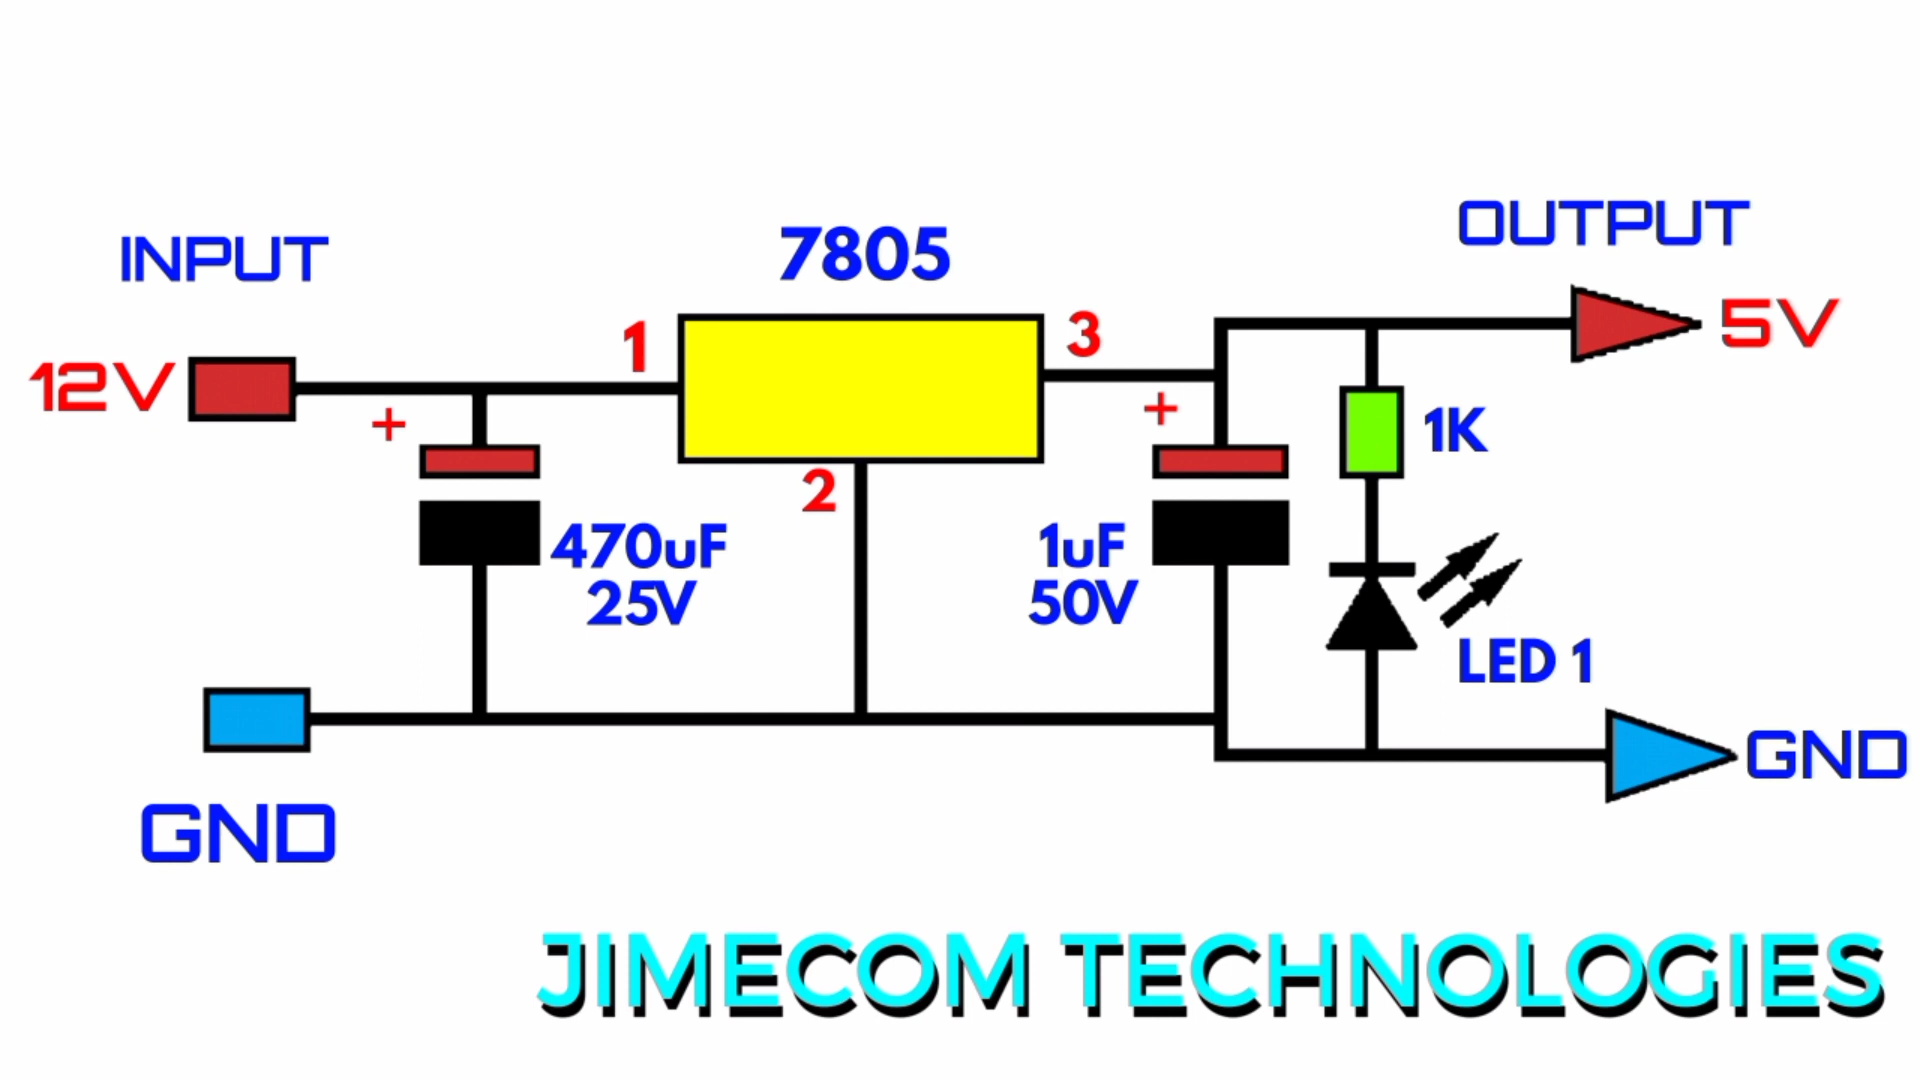 INPUT
7805
OUTPUT
12V
1
3
5V
+
+
1K
2
470uF
25V
1uF
50V
LED 1
GND
GND
JIMECOM TECHNOLOGIES